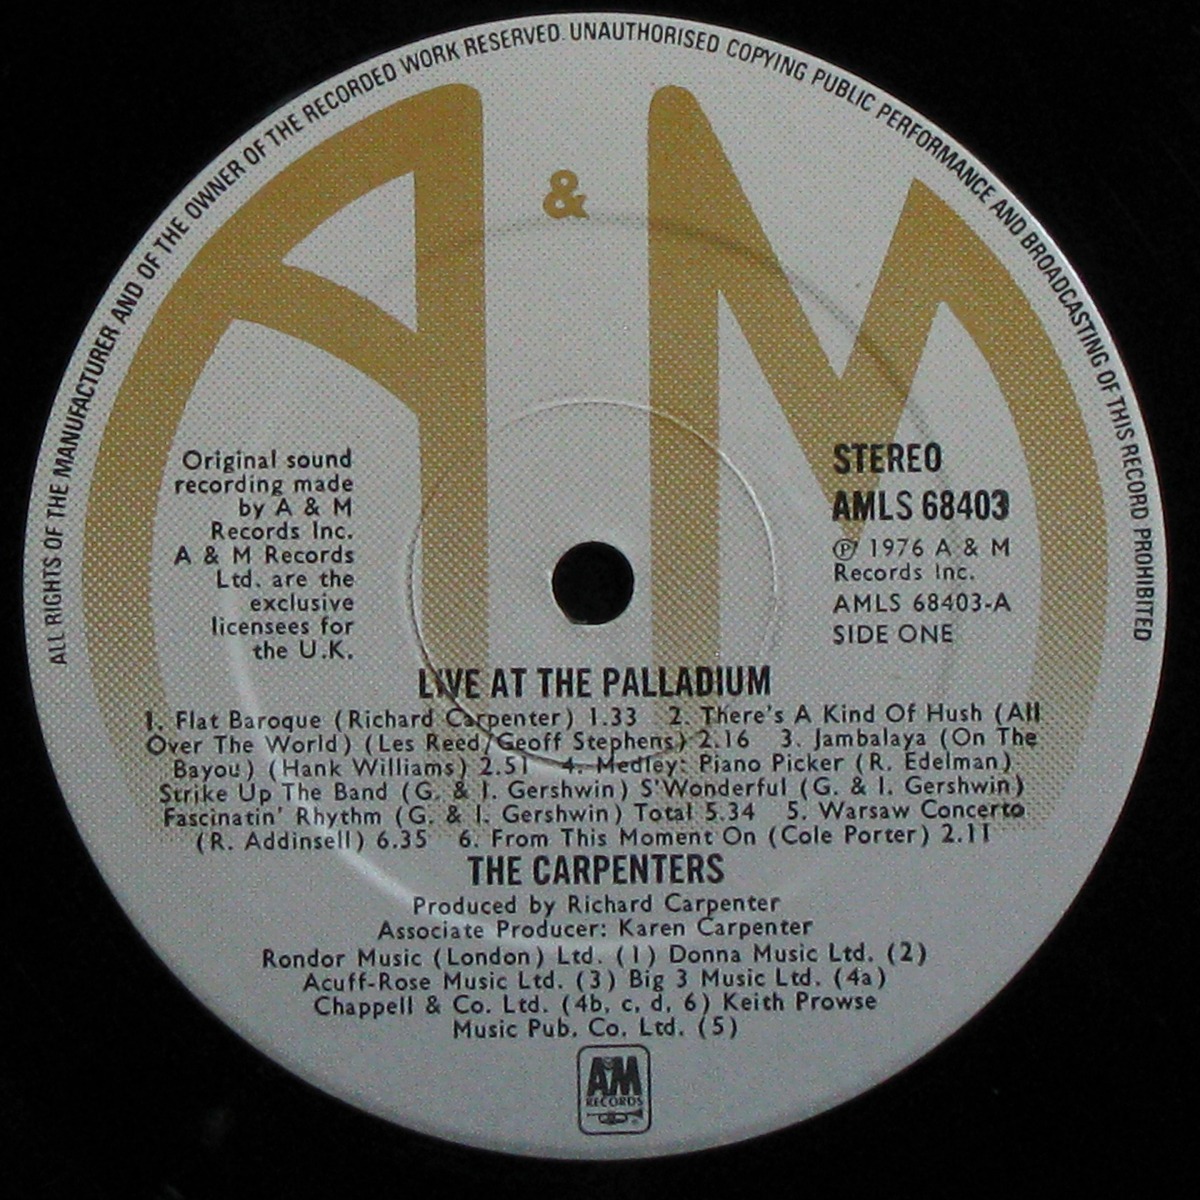 ALL RIGHTS OF THE MANUFACTURER AND OF THE OWNER OF THE RECORDED WORK RESERVED. UNAUTHORISED COPYING PUBLIC PERFORMANCE AND BROADCASTING OF THIS RECORD PROHIBITED
A & M
Original sound
recording made
by A & M
Records Inc.
A & M Records
Ltd. are the
exclusive
licensees for
the U.K.
STEREO
AMLS 68403
℗ 1976 A & M
Records Inc.
AMLS 68403-A
SIDE ONE
LIVE AT THE PALLADIUM
1. Flat Baroque (Richard Carpenter) 1.33 2. There's A Kind Of Hush (All
Over The World) (Les Reed/Geoff Stephens) 2.16 3. Jambalaya (On The
Bayou) (Hank Williams) 2.51 4. Medley: Piano Picker (R. Edelman)
Strike Up The Band (G. & I. Gershwin) S'Wonderful (G. & I. Gershwin)
Fascinatin' Rhythm (G. & I. Gershwin) Total 5.34 5. Warsaw Concerto
(R. Addinsell) 6.35 6. From This Moment On (Cole Porter) 2.11
THE CARPENTERS
Produced by Richard Carpenter
Associate Producer: Karen Carpenter
Rondor Music (London) Ltd. (1) Donna Music Ltd. (2)
Acuff-Rose Music Ltd. (3) Big 3 Music Ltd. (4a)
Chappell & Co. Ltd. (4b, c, d, 6) Keith Prowse
Music Pub. Co. Ltd. (5)
A&M
RECORDS